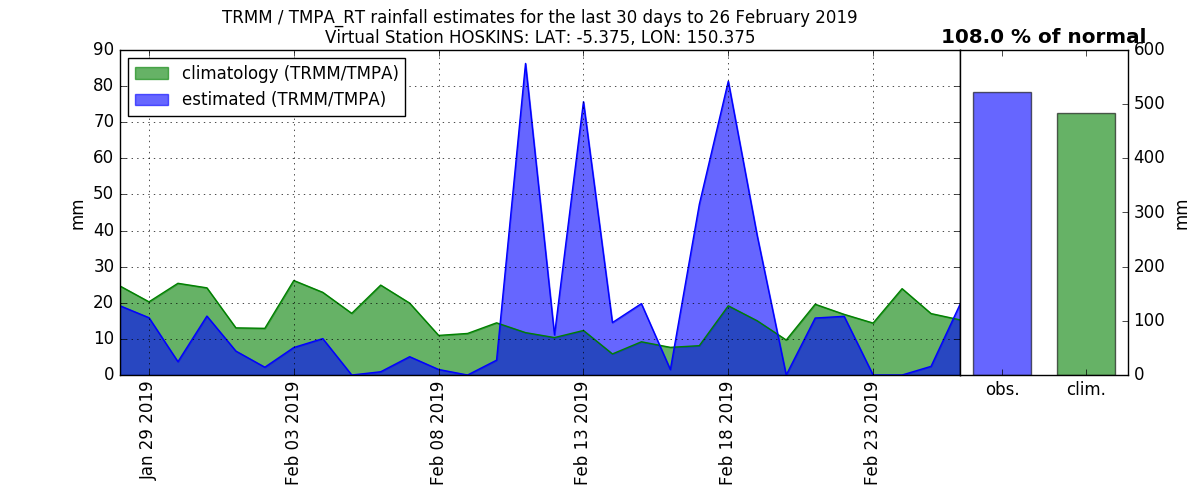 TRMM / TMPA_RT rainfall estimates for the last 30 days to 26 February 2019
Virtual Station HOSKINS: LAT: -5.375, LON: 150.375
108.0 % of normal
climatology (TRMM/TMPA)
estimated (TRMM/TMPA)
90
80
70
60
50
40
30
20
10
0
mm
Jan 29 2019
Feb 03 2019
Feb 08 2019
Feb 13 2019
Feb 18 2019
Feb 23 2019
600
500
400
300
200
100
0
mm
obs.
clim.